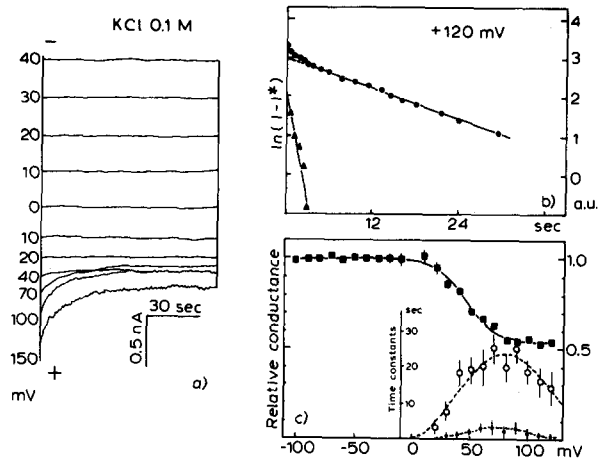 KCl 0.1 M
−
40
30
20
10
0
10
20
40
70
100
150
mV
+
30 sec
0.5 nA
a)
+120 mV
ln(I-I*)
4
3
2
1
0
a.u.
b)
12
24
sec
Relative conductance
1.0
0.5
Time constants
sec
30
20
10
c)
-100
-50
0
50
100
mV